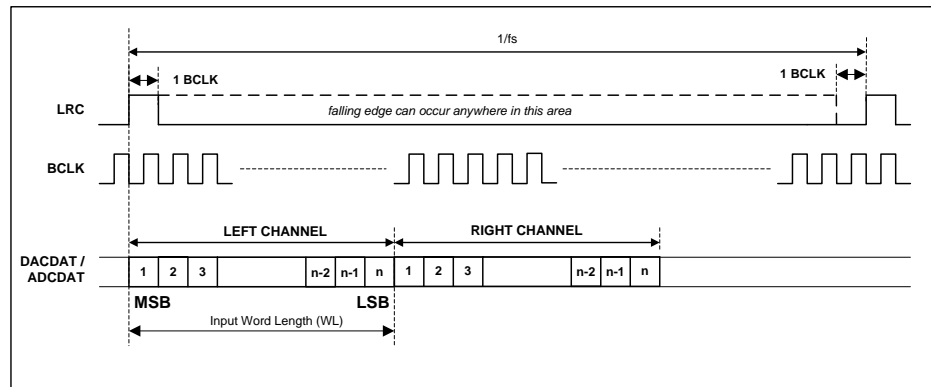 1/fs
1 BCLK
1 BCLK
LRC
falling edge can occur anywhere in this area
BCLK
LEFT CHANNEL
RIGHT CHANNEL
DACDAT /
ADCDAT
1 2 3 n-2 n-1 n 1 2 3 n-2 n-1 n
MSB
LSB
Input Word Length (WL)